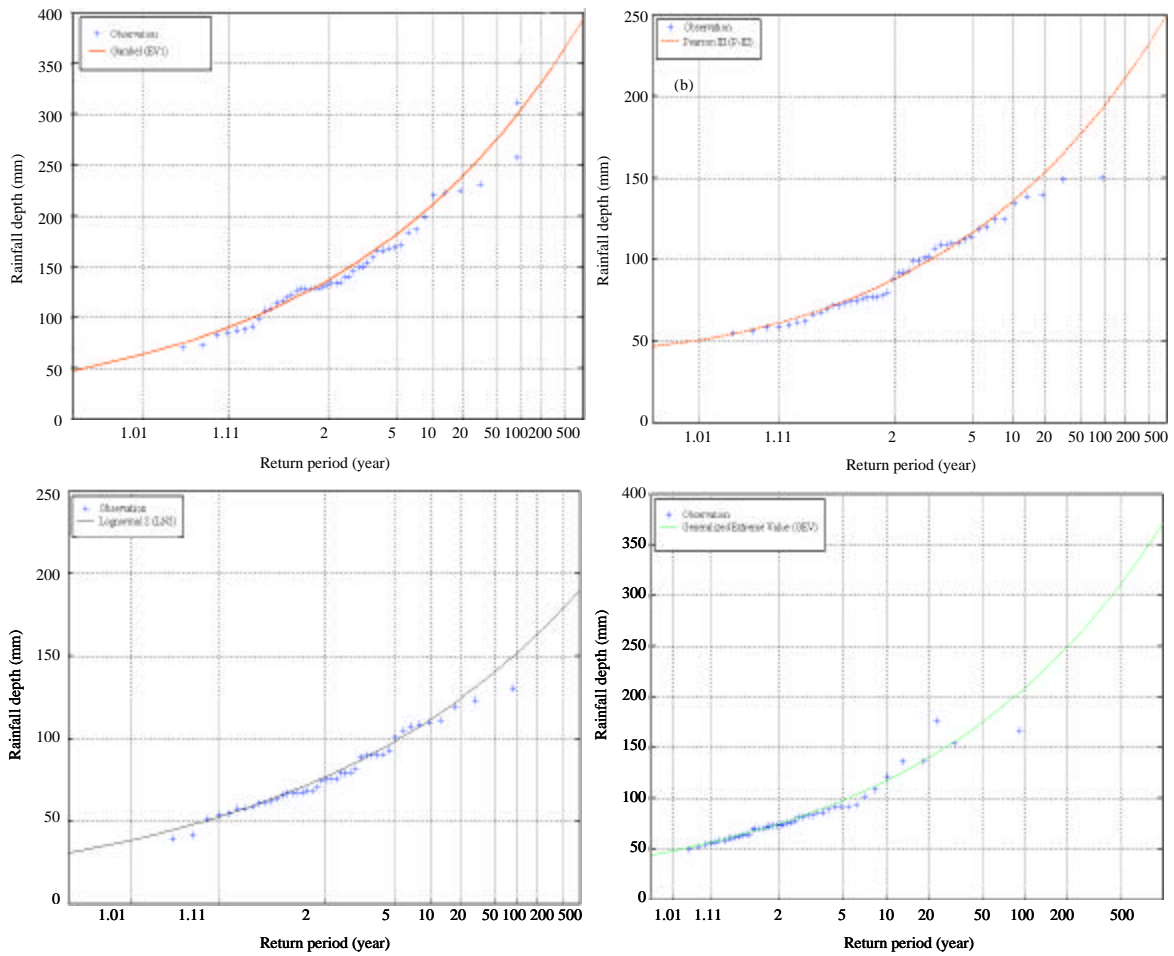 400
350
300
250
200
150
100
50
0
Rainfall depth (mm)
Observation
Gumbel (EV1)
1.01 1.11 2 5 10 20 50 100 200 500
Return period (year)
250
200
150
100
50
0
Rainfall depth (mm)
Observation
Pearson III (P-III)
(b)
1.01 1.11 2 5 10 20 50 100 200 500
Return period (year)
250
200
150
100
50
0
Rainfall depth (mm)
Observation
Lognormal
1.01 1.11 2 5 10 20 50 100 200 500
Return period (year)
400
350
300
250
200
150
100
50
0
Rainfall depth (mm)
Observation
Generalized Extreme Value (GEV)
1.01 1.11 2 5 10 20 50 100 200 500
Return period (year)